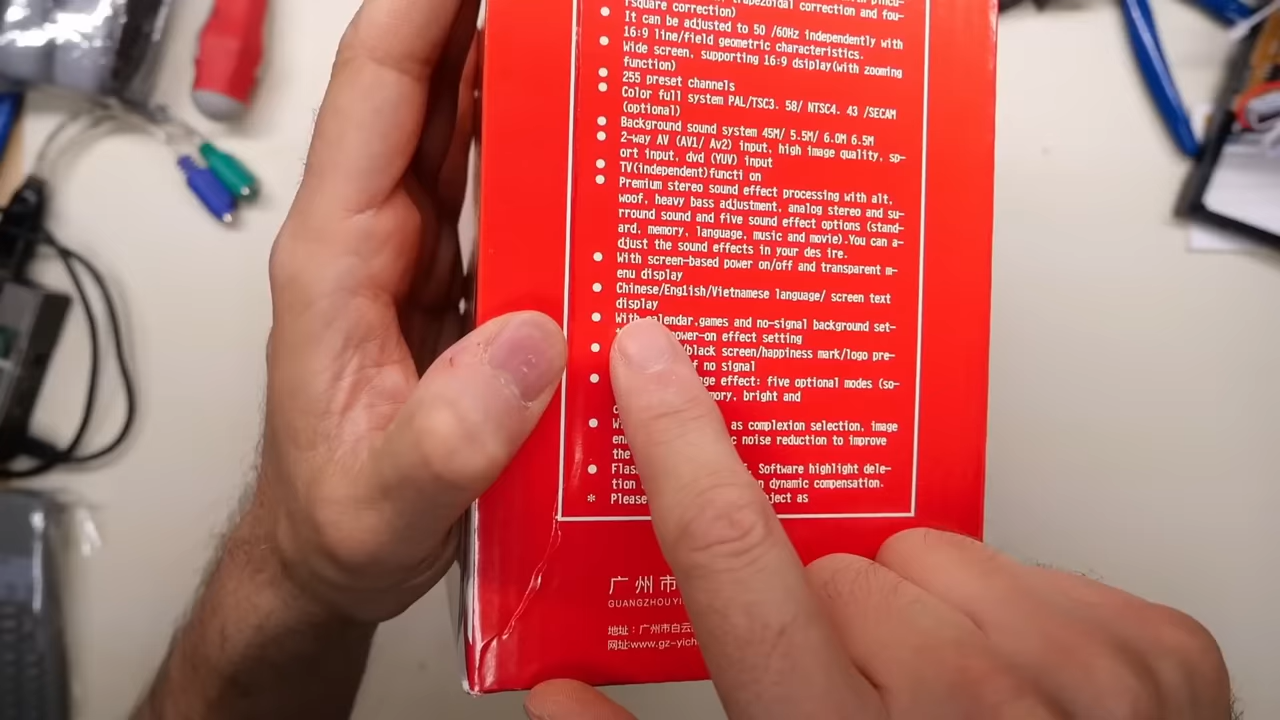 trapezoidal correction and fou-
rsquare correction)
It can be adjusted to 50 /60Hz independently with
16:9 line/field geometric characteristics.
Wide screen, supporting 16:9 dsiplay(with zooming
function)
255 preset channels
Color full system PAL/TSC3. 58/ NTSC4. 43 /SECAM
(optional)
Background sound system 45M/ 5.5M/ 6.0M 6.5M
2-way AV (AV1/ Av2) input, high image quality, sp-
ort input, dvd (YUV) input
TV(independent)functi on
Premium stereo sound effect processing with alt,
woof, heavy bass adjustment, analog stereo and su-
rround sound and five sound effect options (stand-
ard, memory, language, music and movie).You can a-
djust the sound effects in your des ire.
With screen-based power on/off and transparent m-
enu display
Chinese/English/Vietnamese language/ screen text
display
With calendar,games and no-signal background set-
power-on effect setting
/black screen/happiness mark/logo pre-
f no signal
effect: five optional modes (so-
bright and
as complexion selection, image
noise reduction to improve
the
Software highlight dele-
tion dynamic compensation.
* Please as
广州市
GUANGZHOUYI
地址：广州市白云
网址:www.gz-yich